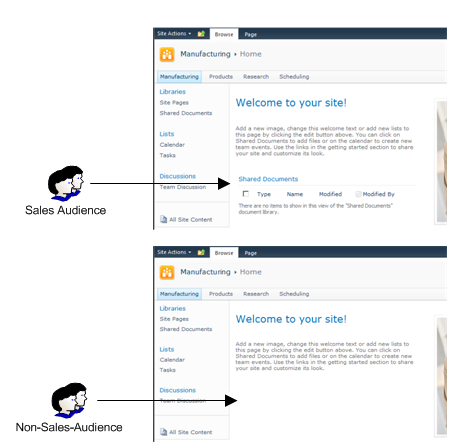 Site Actions Browse Page
Manufacturing Home
Manufacturing Products Research Scheduling
Libraries
Site Pages
Shared Documents
Lists
Calendar
Tasks
Discussions
Team Discussion
All Site Content
Welcome to your site!
Add a new image, change this welcome text or add new lists to
this page by clicking the edit button above. You can click on
Shared Documents to add files or on the calendar to create new
team events. Use the links in the getting started section to share
your site and customize its look.
Shared Documents
Type Name Modified Modified By
There are no items to show in this view of the "Shared Documents"
document library.
Sales Audience
Site Actions Browse Page
Manufacturing Home
Manufacturing Products Research Scheduling
Libraries
Site Pages
Shared Documents
Lists
Calendar
Tasks
Discussions
Team Discussion
All Site Content
Welcome to your site!
Add a new image, change this welcome text or add new lists to
this page by clicking the edit button above. You can click on
Shared Documents to add files or on the calendar to create new
team events. Use the links in the getting started section to share
your site and customize its look.
Non-Sales-Audience